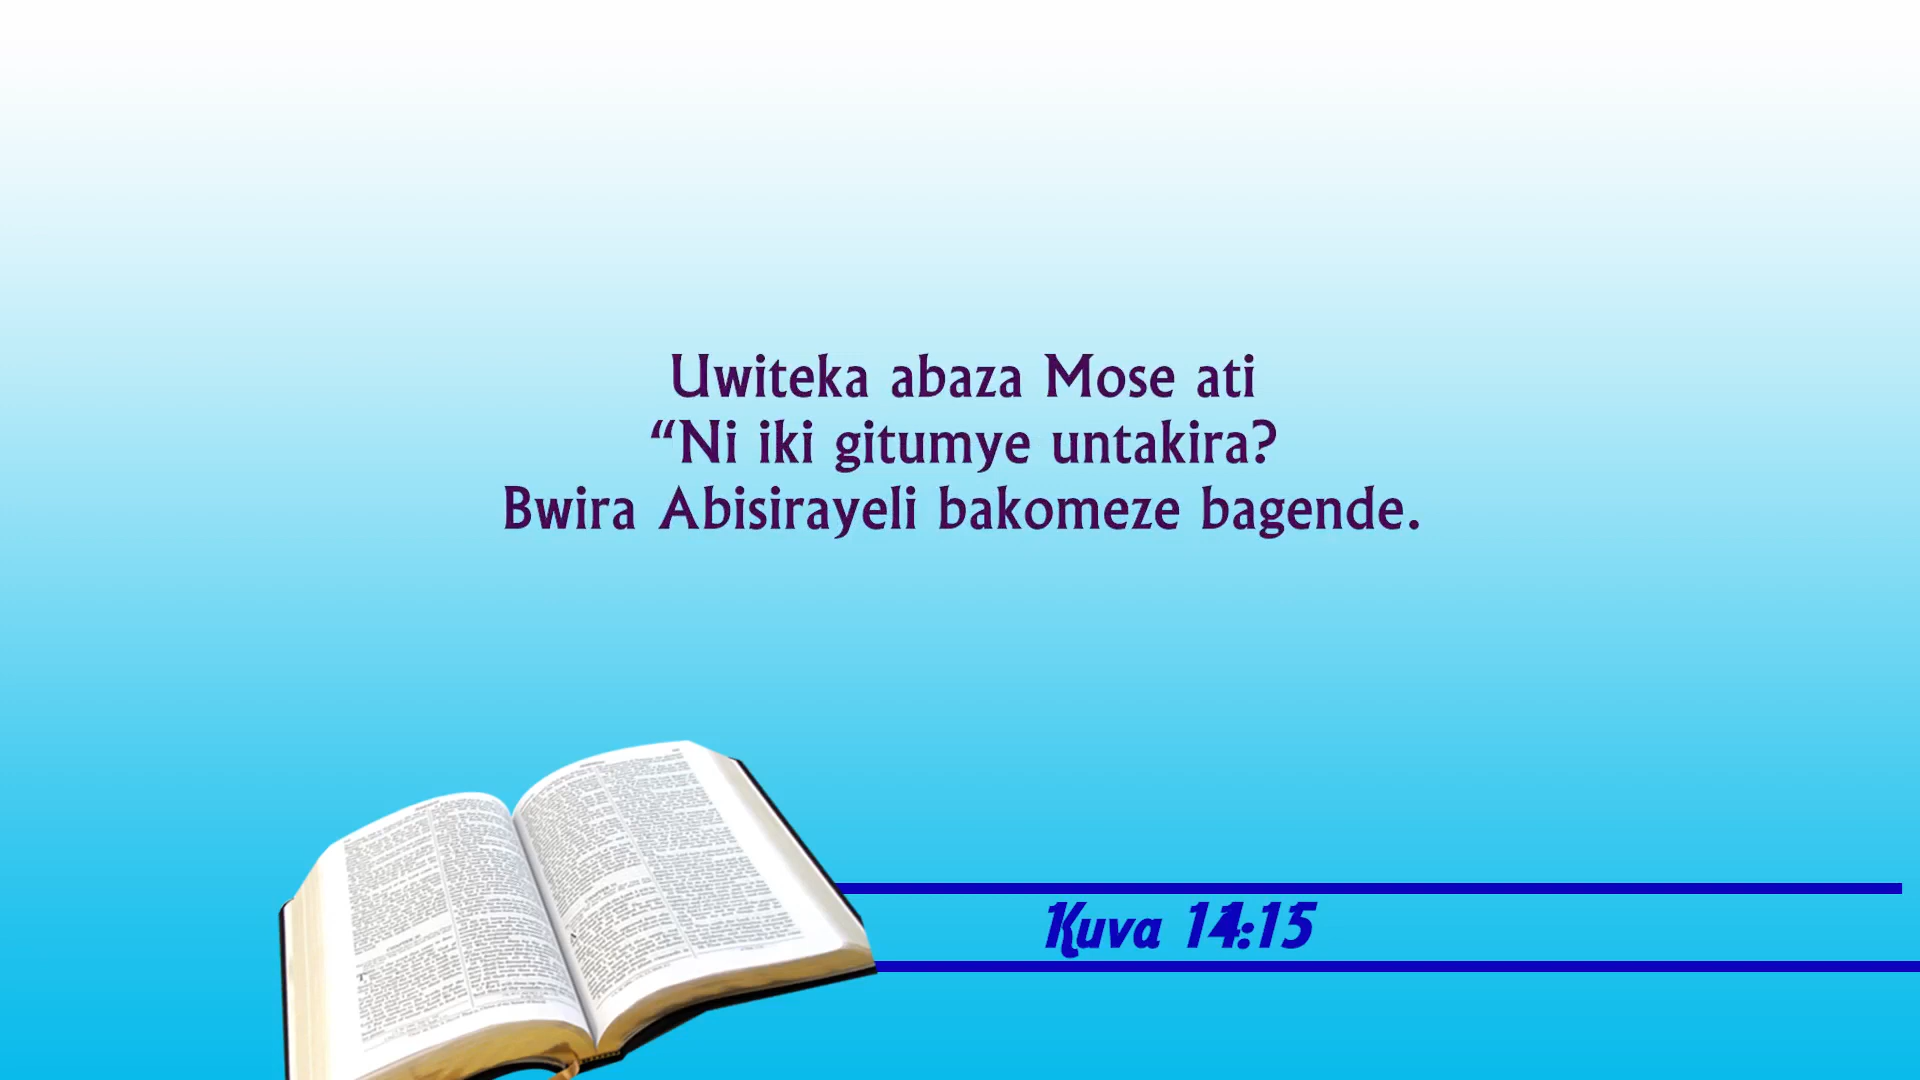 Uwiteka abaza Mose ati
“Ni iki gitumye untakira?
Bwira Abisirayeli bakomeze bagende.
Kuva 14:15